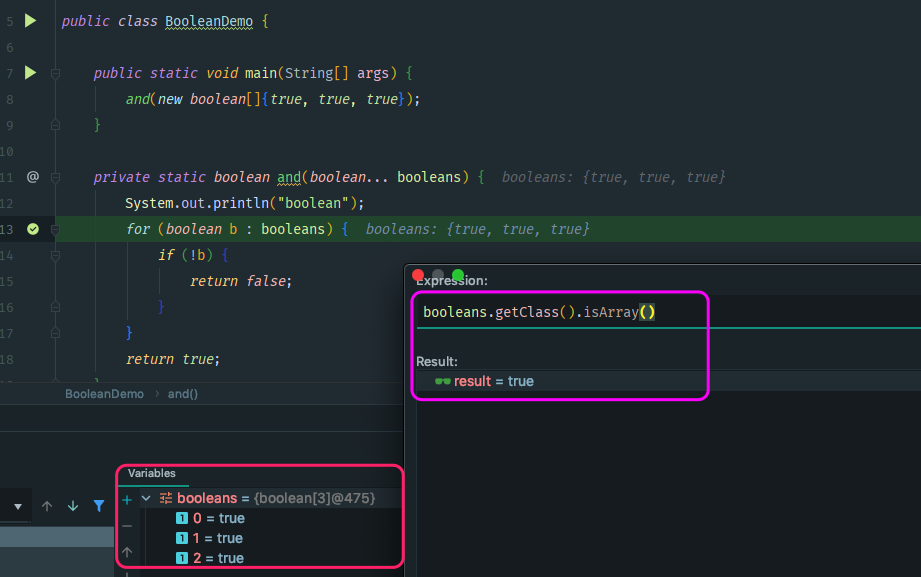 5 public class BooleanDemo {
6
7 public static void main(String[] args) {
8 and(new boolean[]{true, true, true});
9 }
10
11 @ private static boolean and(boolean... booleans) { booleans: {true, true, true}
12 System.out.println("boolean");
13 for (boolean b : booleans) { booleans: {true, true, true}
14 if (!b) {
15 return false;
16 }
17 }
18 return true;
BooleanDemo › and()
Expression:
booleans.getClass().isArray()
Result:
result = true
Variables
booleans = {boolean[3]@475}
0 = true
1 = true
2 = true